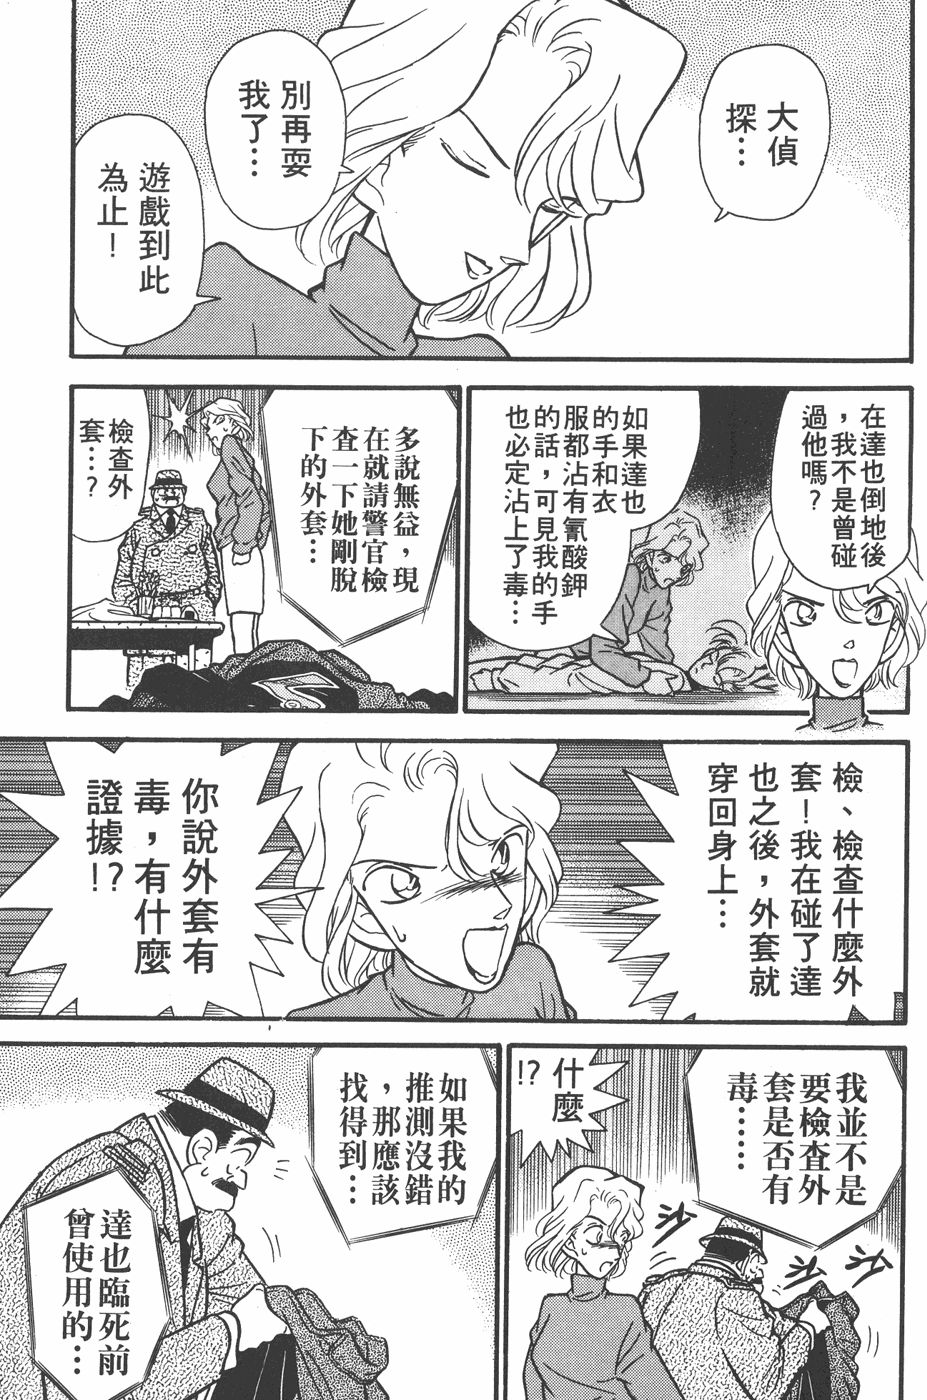 大偵
探…
別再耍
我了…
遊戲到此
為止！
在達也倒地後
，我不是曾碰
過他嗎？
如果達也
的手和衣
服都沾有氰酸鉀
的話，可見我的手
也必定沾上了毒…
多說無益，現
在就請警官檢
查一下她剛脫
下的外套…
檢查外
套…？
檢、檢查什麼外
套！我在碰了達
也之後，外套就
穿回身上…
你說外套有
毒，有什麼
證據！？
我並不是
要檢查外
套是否有
毒……
什麼
！？
沙
沙
沙
如果我的
推測沒錯
，那應該
找得到…
達也臨死前
曾使用的…